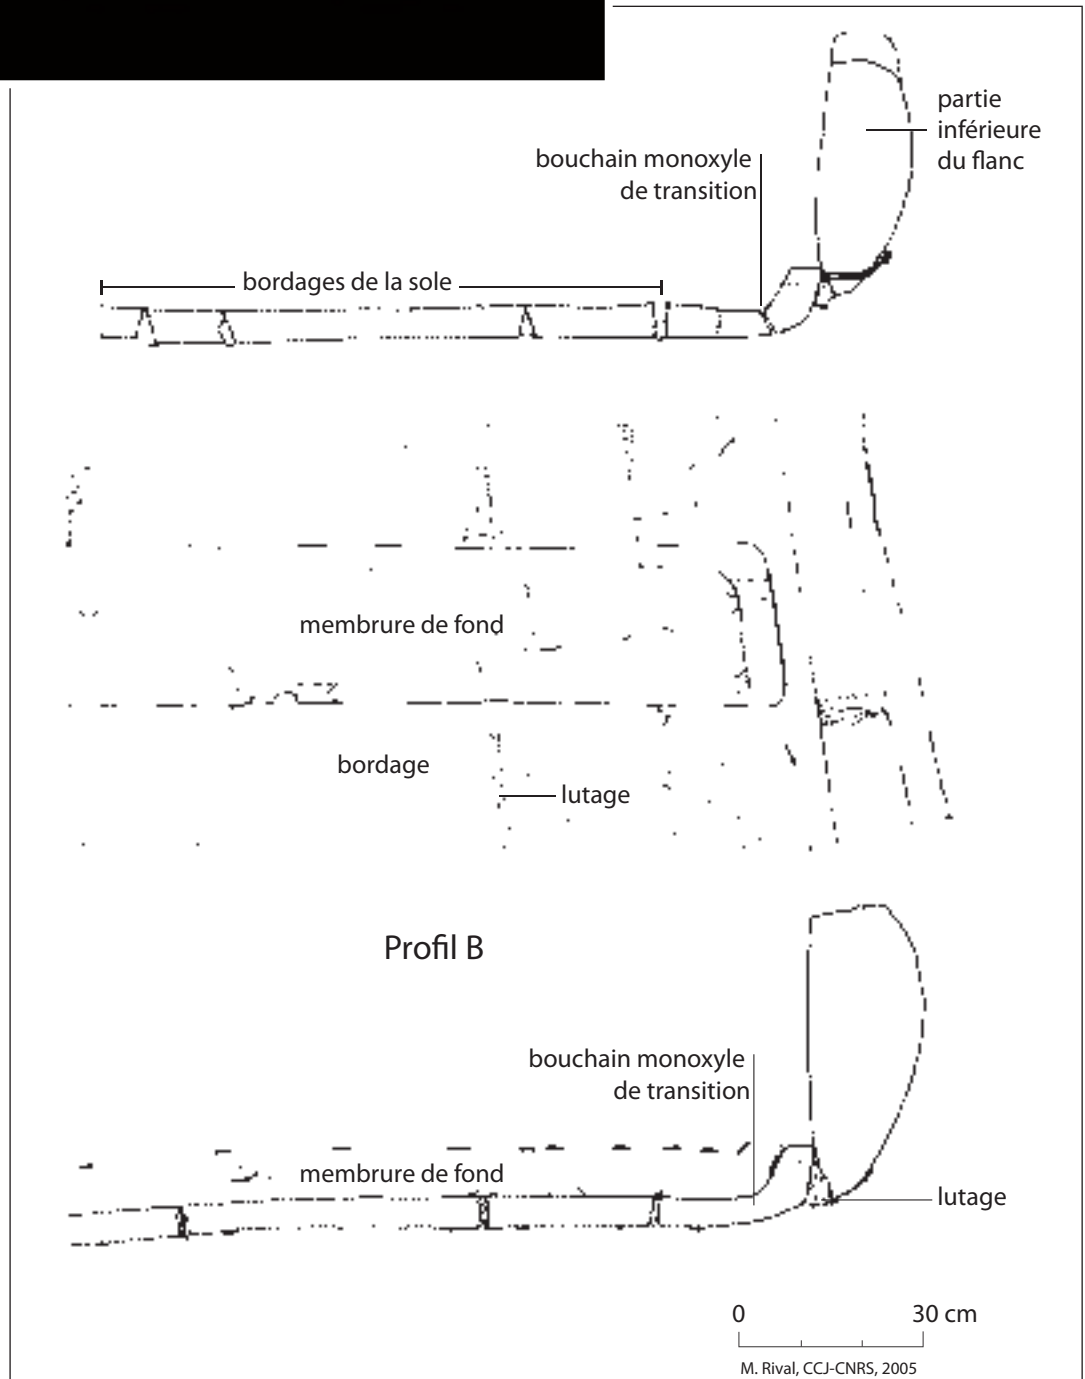 partie
inférieure
du flanc
bouchain monoxyle
de transition
bordages de la sole
membrure de fond
bordage
lutage
Profil B
bouchain monoxyle
de transition
membrure de fond
lutage
0 30 cm
M. Rival, CCJ-CNRS, 2005